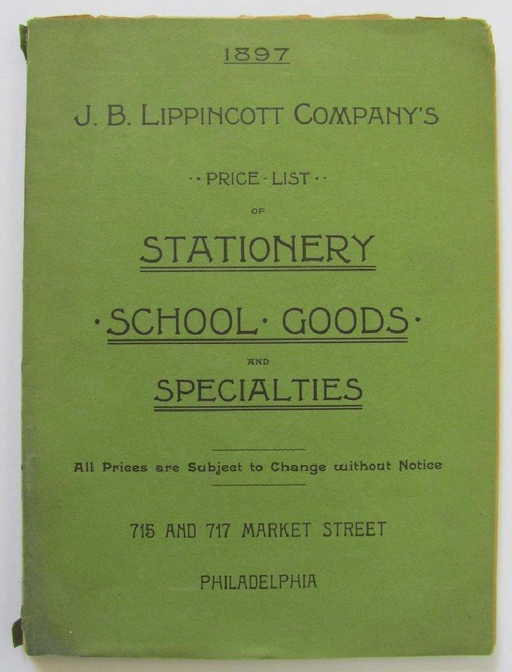 1897
J. B. LIPPINCOTT COMPANY'S
··PRICE-LIST··
OF
STATIONERY
·SCHOOL· GOODS·
AND
SPECIALTIES
All Prices are Subject to Change without Notice
715 AND 717 MARKET STREET
PHILADELPHIA